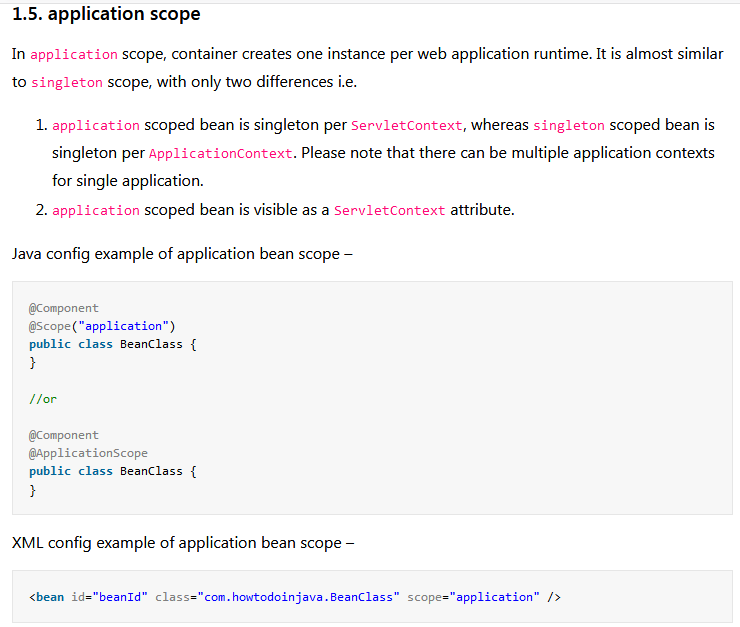 1.5. application scope
In application scope, container creates one instance per web application runtime. It is almost similar
to singleton scope, with only two differences i.e.
1. application scoped bean is singleton per ServletContext, whereas singleton scoped bean is
singleton per ApplicationContext. Please note that there can be multiple application contexts
for single application.
2. application scoped bean is visible as a ServletContext attribute.
Java config example of application bean scope –
@Component
@Scope("application")
public class BeanClass {
}
//or
@Component
@ApplicationScope
public class BeanClass {
}
XML config example of application bean scope –
<bean id="beanId" class="com.howtodoinjava.BeanClass" scope="application" />